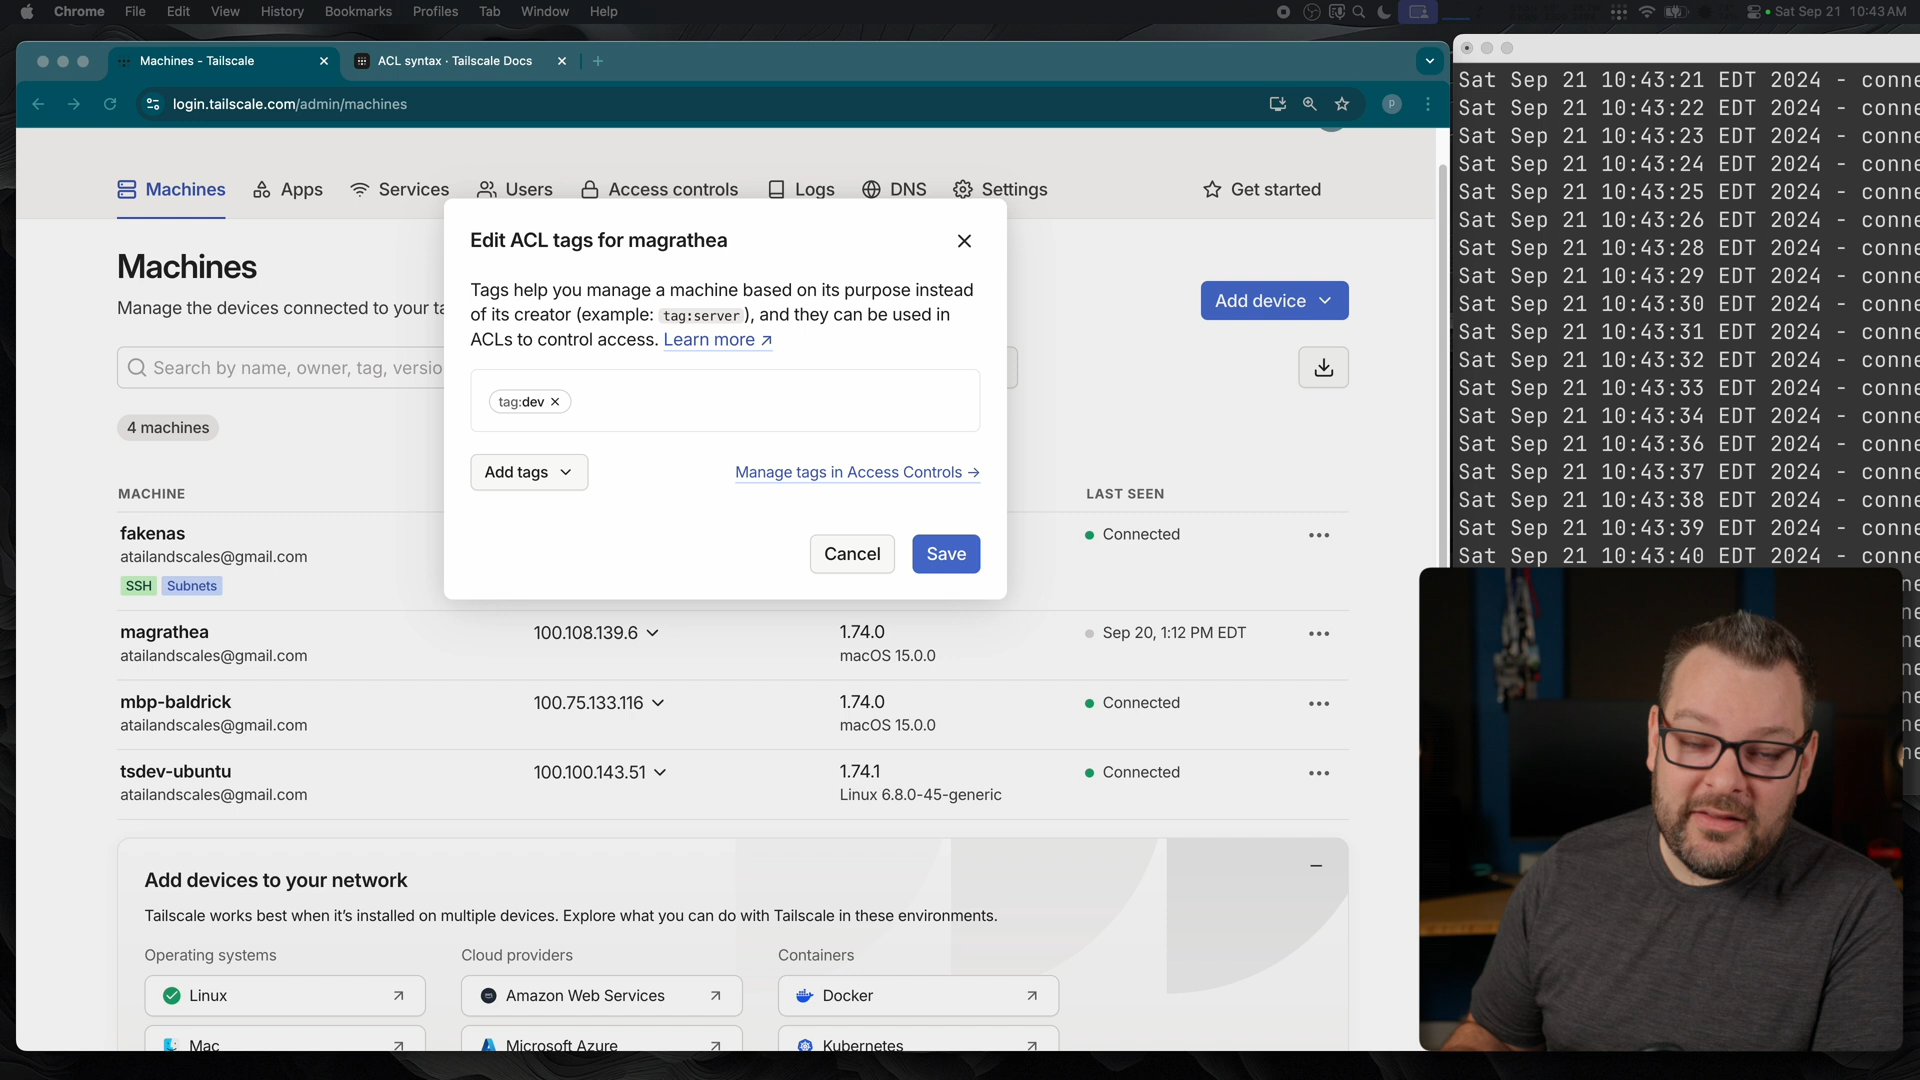 Chrome File Edit View History Bookmarks Profiles Tab Window Help
Sat Sep 21 10:43 AM
Machines - Tailscale
ACL syntax · Tailscale Docs
login.tailscale.com/admin/machines
P
Machines
Apps
Services
Users
Access controls
Logs
DNS
Settings
Get started
Machines
Manage the devices connected to your
Add device
Search by name, owner, tag, versio
4 machines
MACHINE
LAST SEEN
fakenas
atailandscales@gmail.com
SSH Subnets
Connected
magrathea
atailandscales@gmail.com
100.108.139.6
1.74.0
macOS 15.0.0
Sep 20, 1:12 PM EDT
mbp-baldrick
atailandscales@gmail.com
100.75.133.116
1.74.0
macOS 15.0.0
Connected
tsdev-ubuntu
atailandscales@gmail.com
100.100.143.51
1.74.1
Linux 6.8.0-45-generic
Connected
Edit ACL tags for magrathea
Tags help you manage a machine based on its purpose instead
of its creator (example: tag:server), and they can be used in
ACLs to control access. Learn more ↗
tag:dev ×
Add tags
Manage tags in Access Controls →
Cancel
Save
Add devices to your network
Tailscale works best when it's installed on multiple devices. Explore what you can do with Tailscale in these environments.
Operating systems
Cloud providers
Containers
Linux
Amazon Web Services
Docker
Mac
Microsoft Azure
Kubernetes
Sat Sep 21 10:43:21 EDT 2024 - conne
Sat Sep 21 10:43:22 EDT 2024 - conne
Sat Sep 21 10:43:23 EDT 2024 - conne
Sat Sep 21 10:43:24 EDT 2024 - conne
Sat Sep 21 10:43:25 EDT 2024 - conne
Sat Sep 21 10:43:26 EDT 2024 - conne
Sat Sep 21 10:43:28 EDT 2024 - conne
Sat Sep 21 10:43:29 EDT 2024 - conne
Sat Sep 21 10:43:30 EDT 2024 - conne
Sat Sep 21 10:43:31 EDT 2024 - conne
Sat Sep 21 10:43:32 EDT 2024 - conne
Sat Sep 21 10:43:33 EDT 2024 - conne
Sat Sep 21 10:43:34 EDT 2024 - conne
Sat Sep 21 10:43:36 EDT 2024 - conne
Sat Sep 21 10:43:37 EDT 2024 - conne
Sat Sep 21 10:43:38 EDT 2024 - conne
Sat Sep 21 10:43:39 EDT 2024 - conne
Sat Sep 21 10:43:40 EDT 2024 - conne